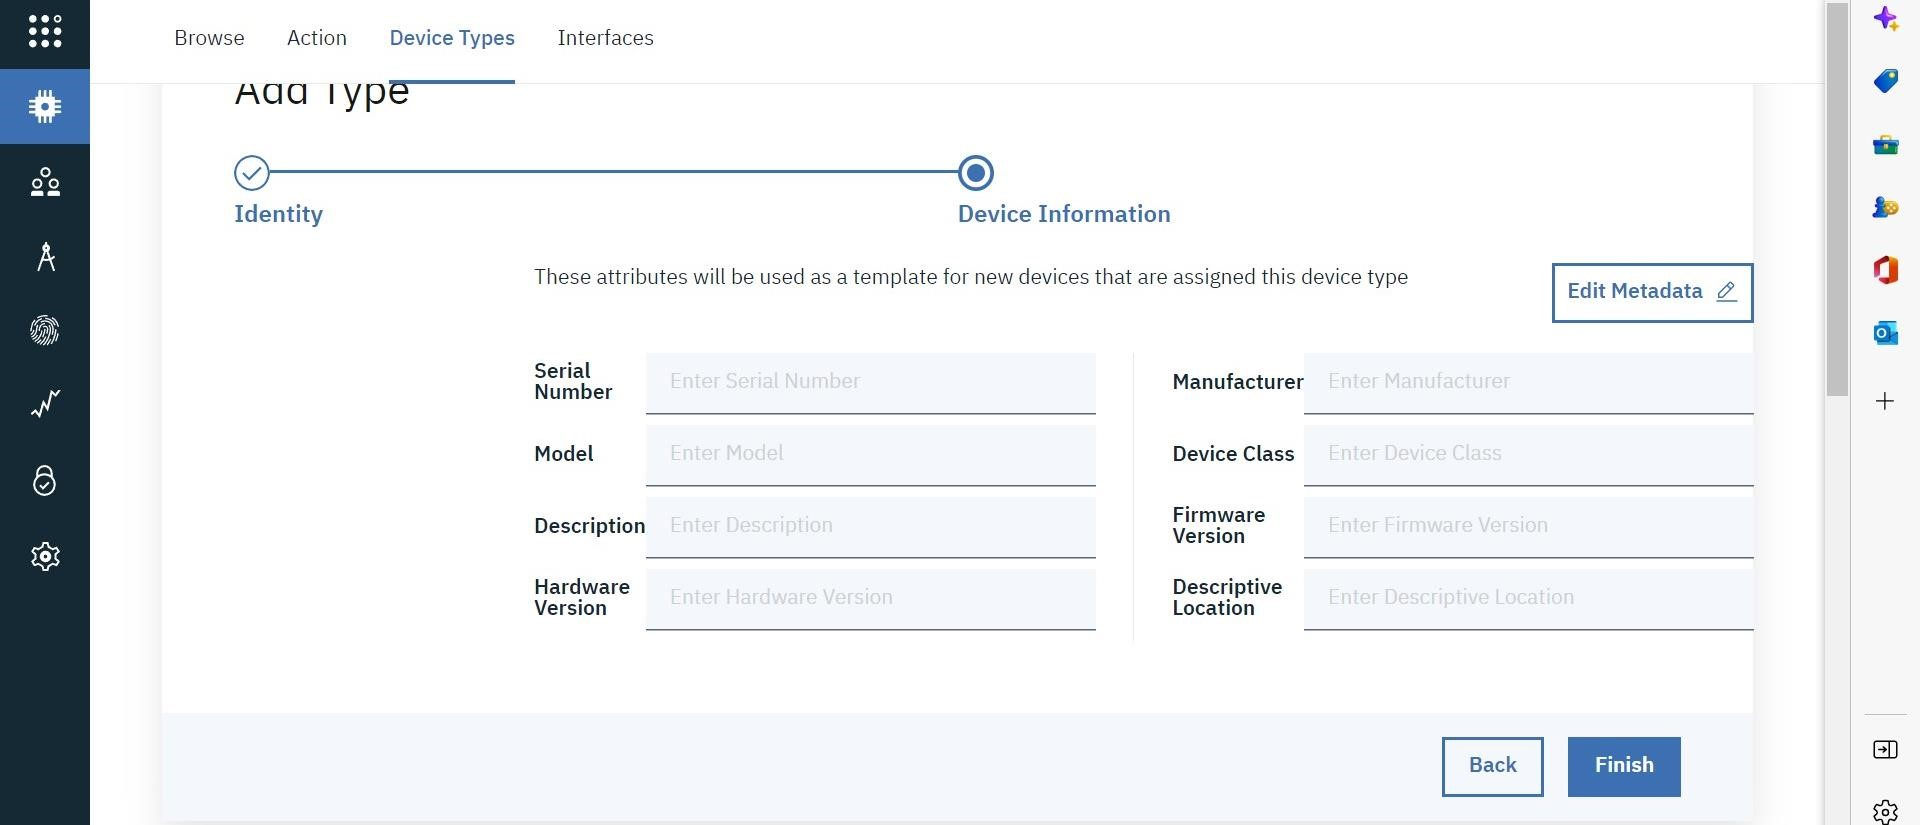 Browse Action Device Types Interfaces
Add Type
Identity Device Information
These attributes will be used as a template for new devices that are assigned this device type
Edit Metadata
Serial Number Enter Serial Number
Manufacturer Enter Manufacturer
Model Enter Model
Device Class Enter Device Class
Description Enter Description
Firmware Version Enter Firmware Version
Hardware Version Enter Hardware Version
Descriptive Location Enter Descriptive Location
Back Finish